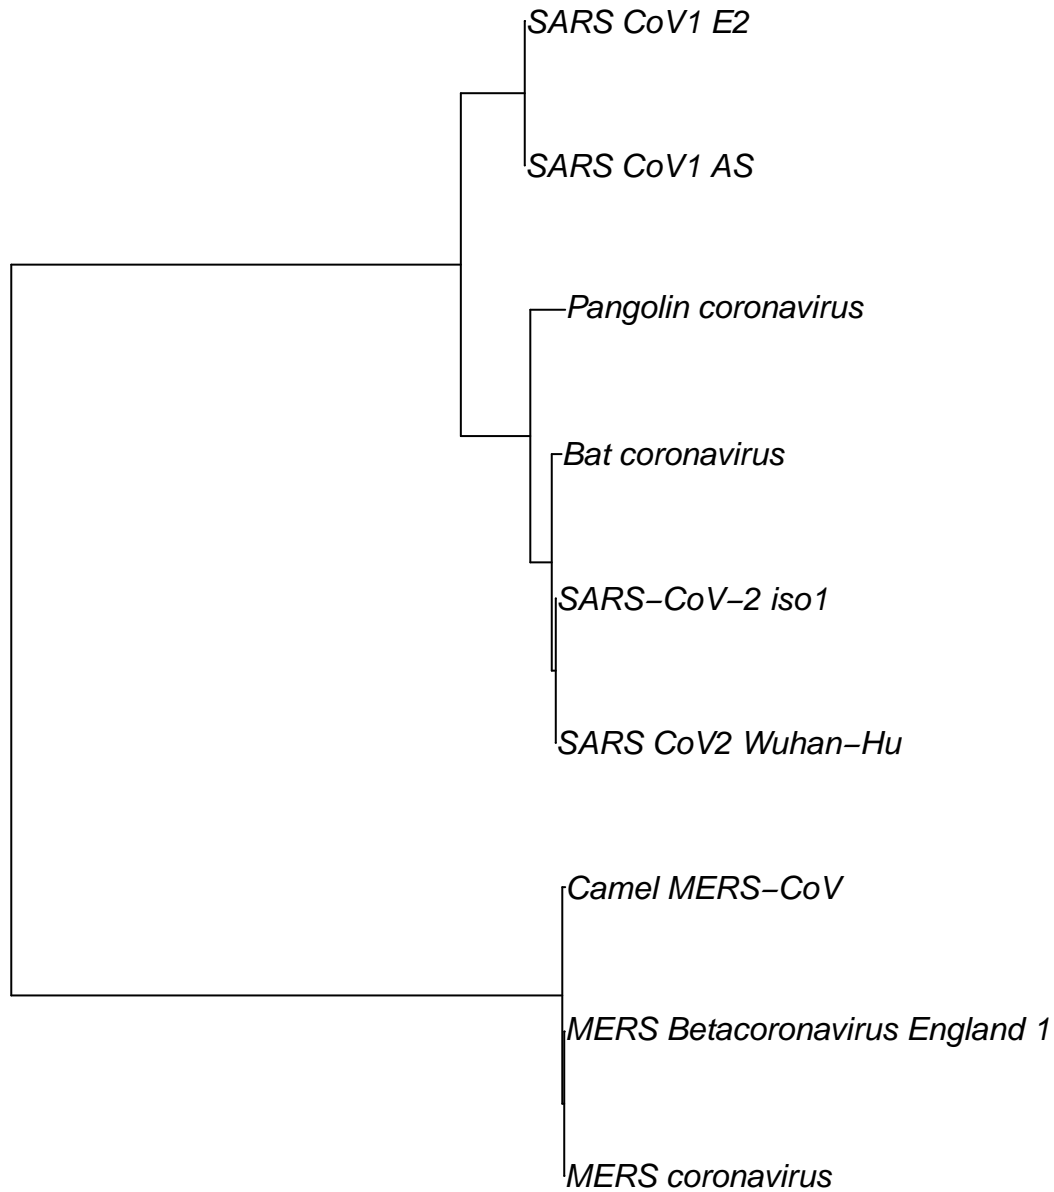 SARS CoV1 E2
SARS CoV1 AS
Pangolin coronavirus
Bat coronavirus
SARS−CoV−2 iso1
SARS CoV2 Wuhan−Hu
Camel MERS−CoV
MERS Betacoronavirus England 1
MERS coronavirus